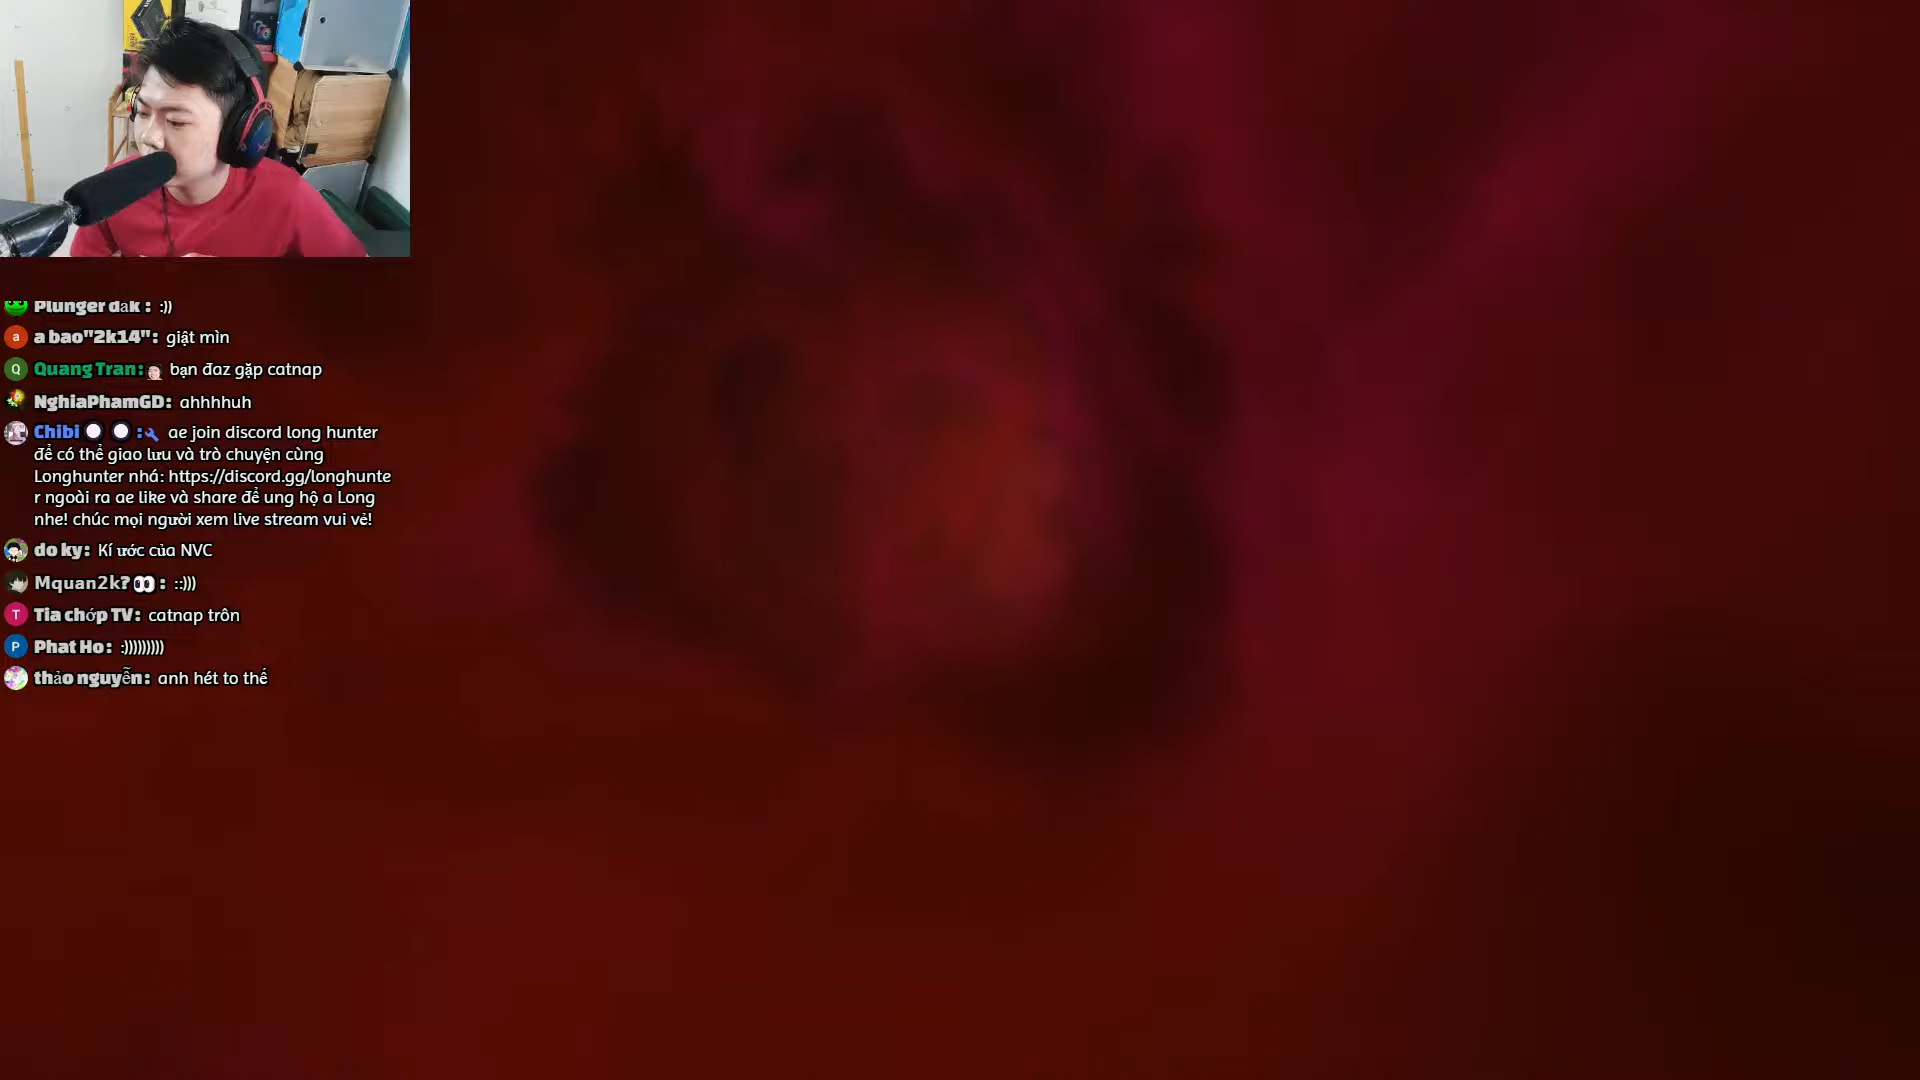 Plunger đák : :))
a bao"2k14": giật mìn
Quang Tran: bạn đaz gặp catnap
NghiaPhamGD: ahhhhuh
Chibi : ae join discord long hunter
để có thể giao lưu và trò chuyện cùng
Longhunter nhá: https://discord.gg/longhunte
r ngoài ra ae like và share để ung hộ a Long
nhe! chúc mọi người xem live stream vui vẻ!
do ky: Kí ước của NVC
Mquan2k? 👀 : ::)))
Tia chớp TV: catnap trôn
Phat Ho: :)))))))))
thảo nguyễn: anh hét to thế